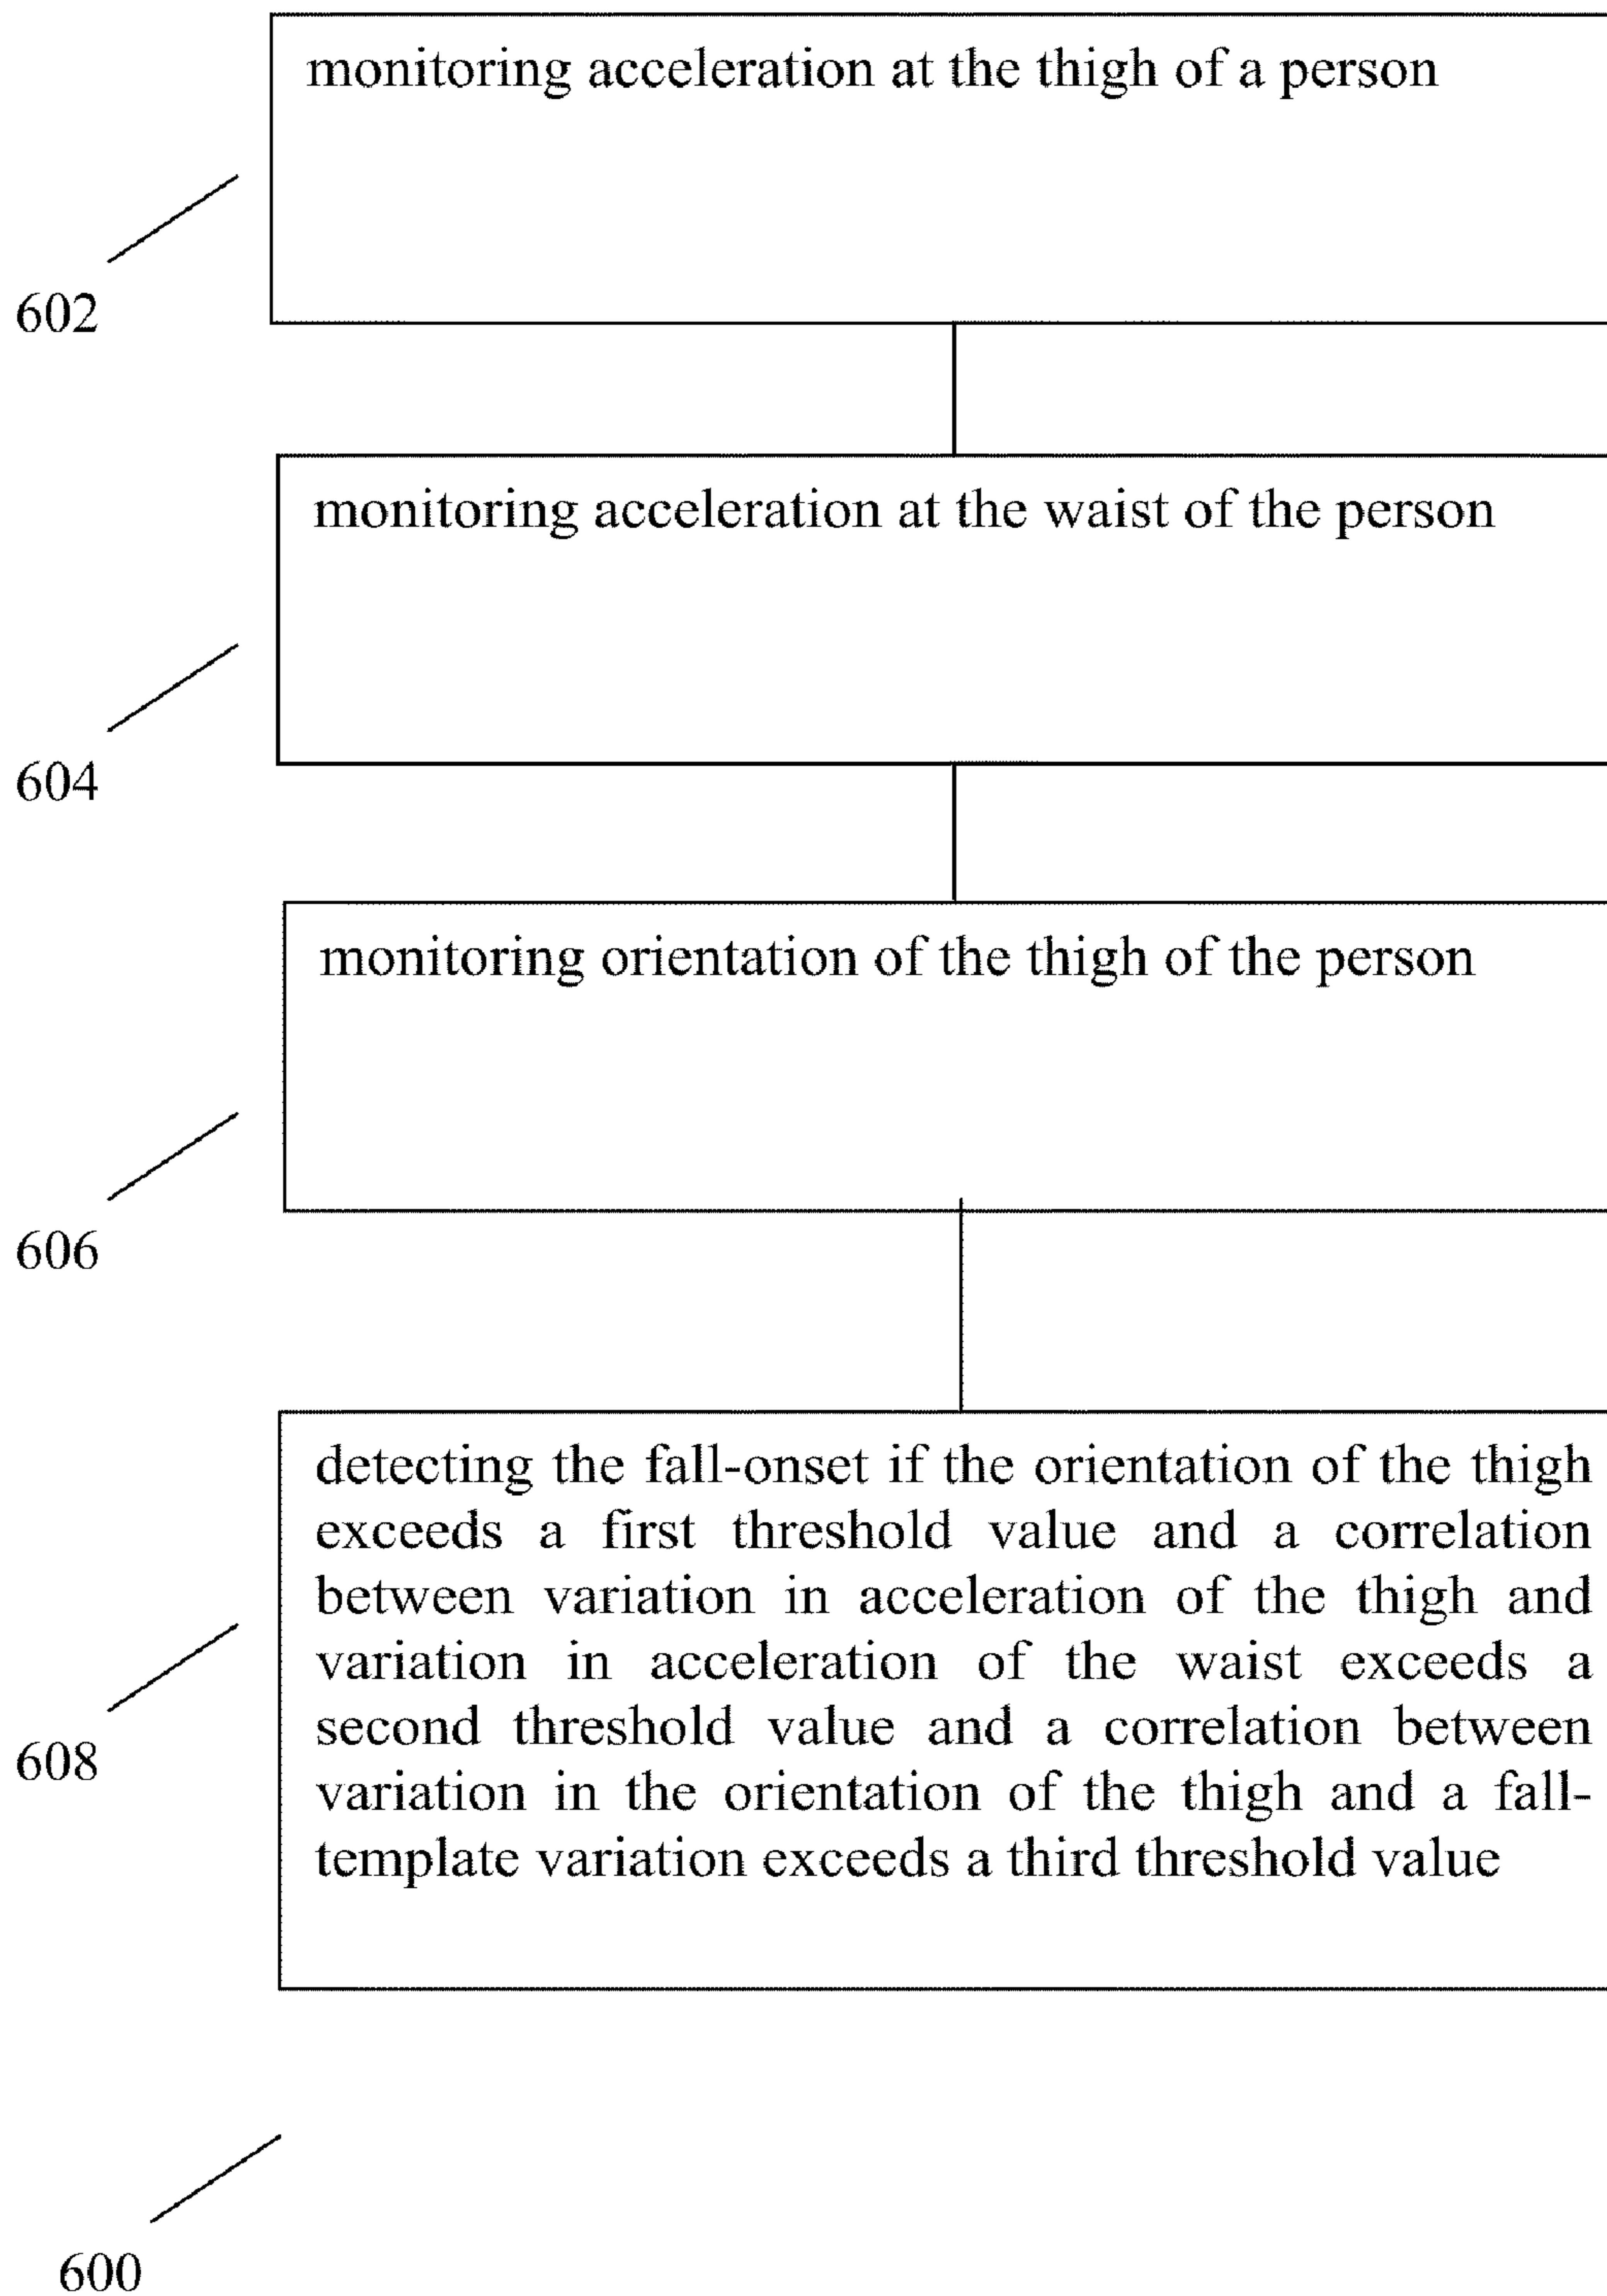 monitoring acceleration at the thigh of a person
602
monitoring acceleration at the waist of the person
604
monitoring orientation of the thigh of the person
606
detecting the fall-onset if the orientation of the thigh
exceeds a first threshold value and a correlation
between variation in acceleration of the thigh and
variation in acceleration of the waist exceeds a
second threshold value and a correlation between
variation in the orientation of the thigh and a fall-
template variation exceeds a third threshold value
608
600